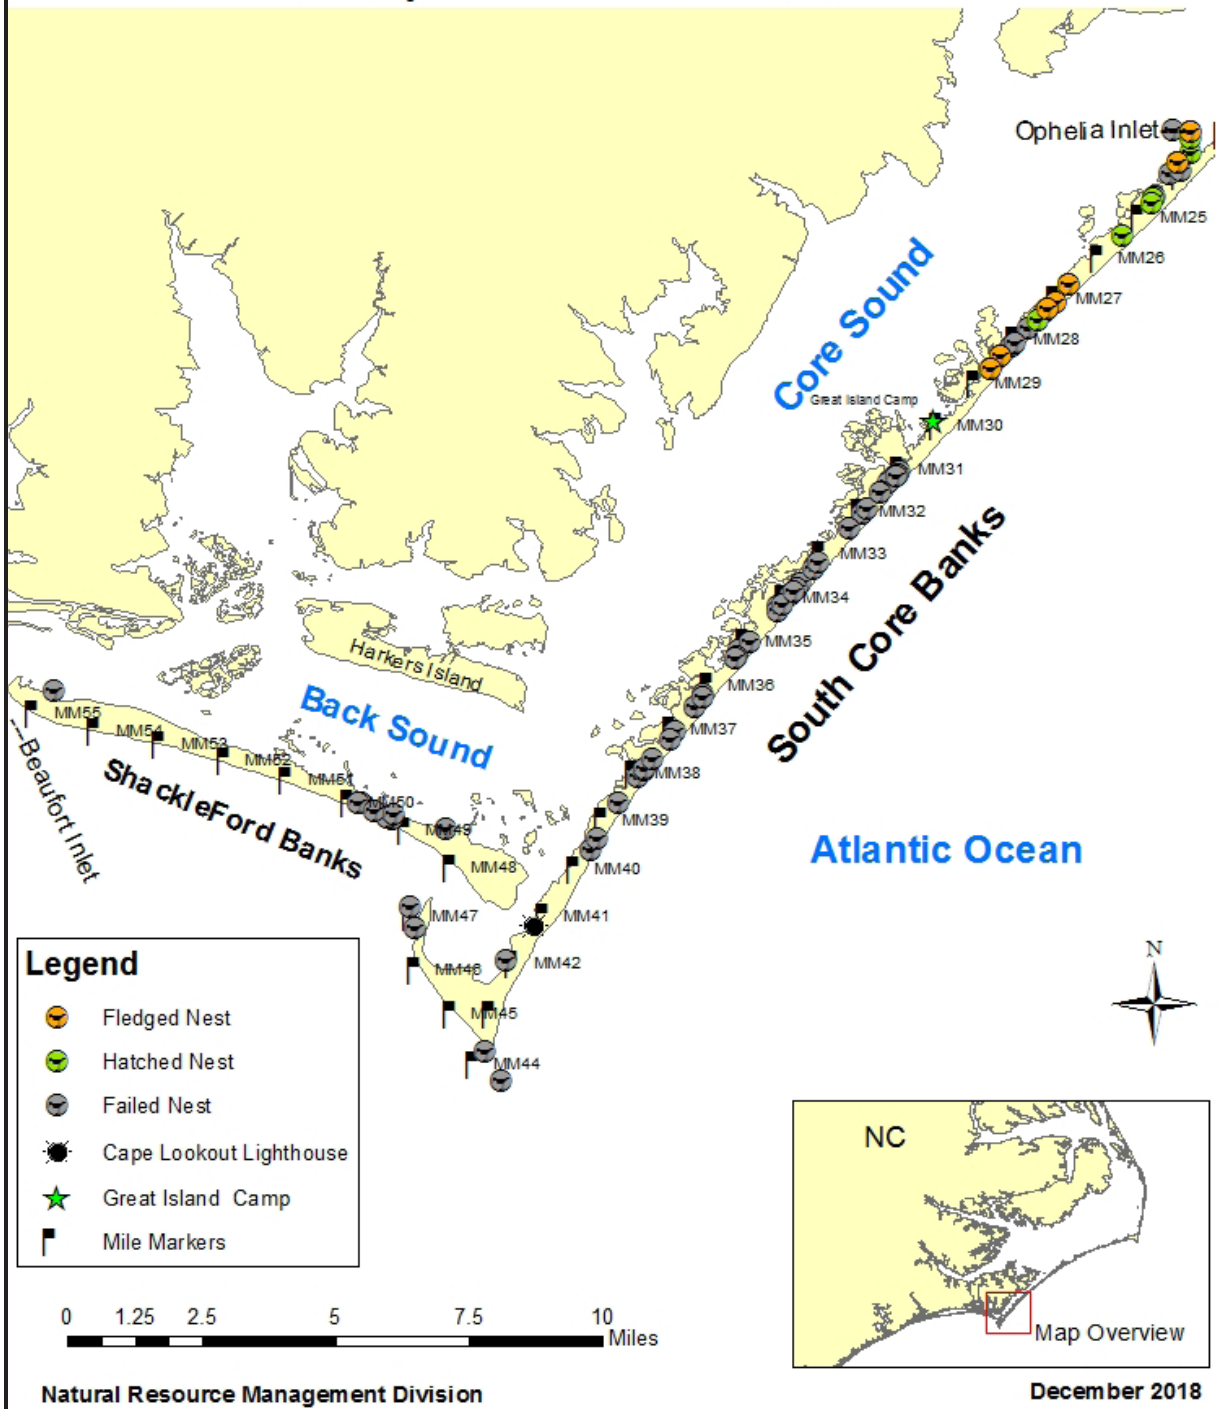 Ophelia Inlet
MM25
MM26
MM27
MM28
MM29
Core Sound
Great Island Camp
MM30
MM31
MM32
MM33
MM34
MM35
MM36
MM37
MM38
MM39
MM40
MM41
MM42
South Core Banks
Harkers Island
Back Sound
MM55
MM54
MM53
MM52
MM51
MM50
MM49
MM48
MM47
MM46
MM45
MM44
---Beaufort Inlet
ShackleFord Banks
Atlantic Ocean
N
Legend
Fledged Nest
Hatched Nest
Failed Nest
Cape Lookout Lighthouse
Great Island Camp
Mile Markers
NC
Map Overview
0 1.25 2.5 5 7.5 10
Miles
Natural Resource Management Division
December 2018